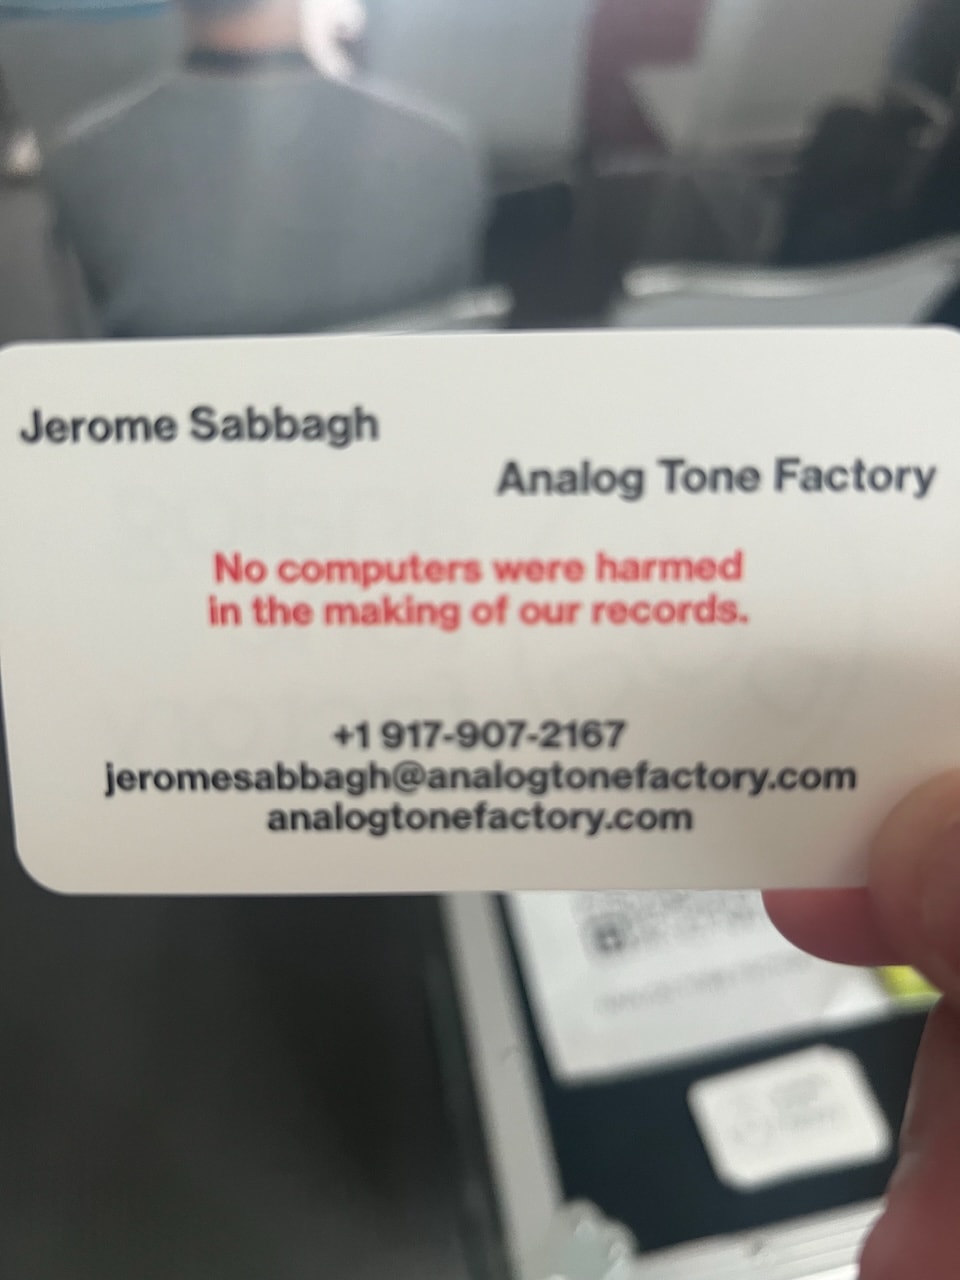 Jerome Sabbagh
Analog Tone Factory
No computers were harmed
in the making of our records.
+1 917-907-2167
jeromesabbagh@analogtonefactory.com
analogtonefactory.com